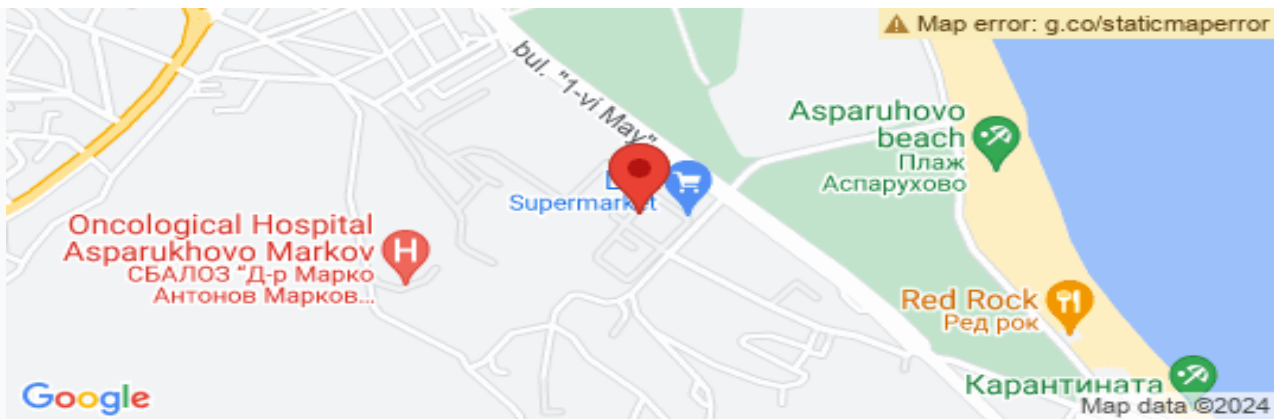 Map error: g.co/staticmaperror
bul. "1-vi May"
Asparuhovo
beach
Плаж
Аспарухово
Supermarket
Oncological Hospital
Asparukhovo Markov
СБАЛОЗ "Д-р Марко
Антонов Марков...
Red Rock
Ред рок
Карантината
Google
Map data ©2024